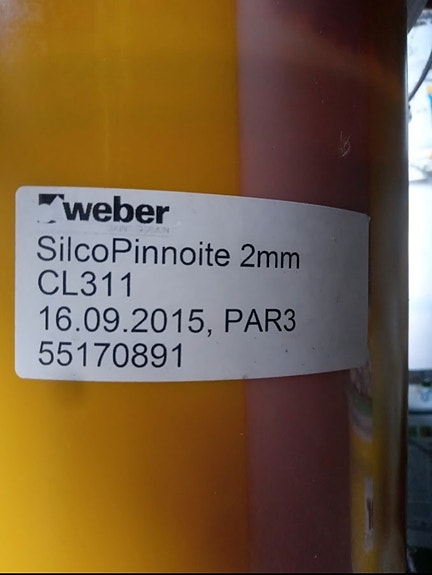 weber
SilcoPinnoite 2mm
CL311
16.09.2015, PAR3
55170891